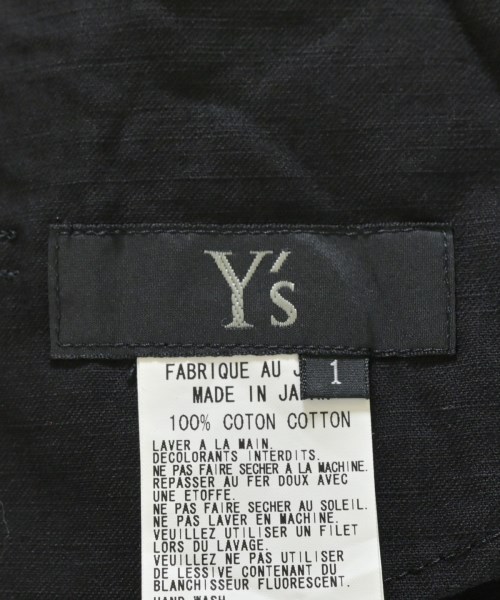 Y's
1
FABRIQUE AU
MADE IN
100% COTON COTTON
LAVER A LA MAIN.
DECOLORANTS INTERDITS.
NE PAS FAIRE SECHER A LA MACHINE.
REPASSER AU FER DOUX AVEC
UNE ETOFFE.
NE PAS FAIRE SECHER AU SOLEIL.
NE PAS LAVER EN MACHINE.
VEUILLEZ UTILISER UN FILET
LORS DU LAVAGE.
VEUILLEZ NE PAS UTILISER
DE LESSIVE CONTENANT DU
BLANCHISSEUR FLUORESCENT.
HAND WASH